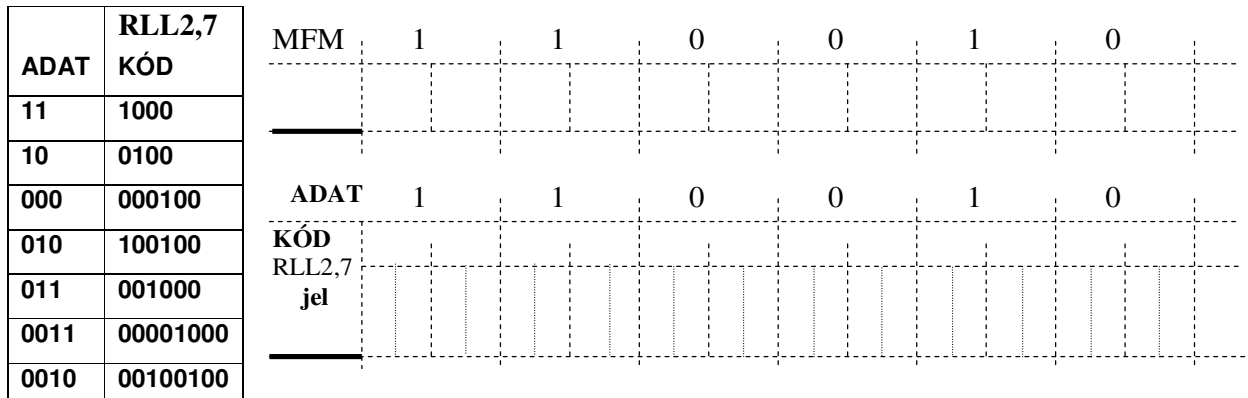 ADAT RLL2,7 KÓD
11 1000
10 0100
000 000100
010 100100
011 001000
0011 00001000
0010 00100100
MFM 1 1 0 0 1 0
ADAT 1 1 0 0 1 0
KÓD
RLL2,7
jel